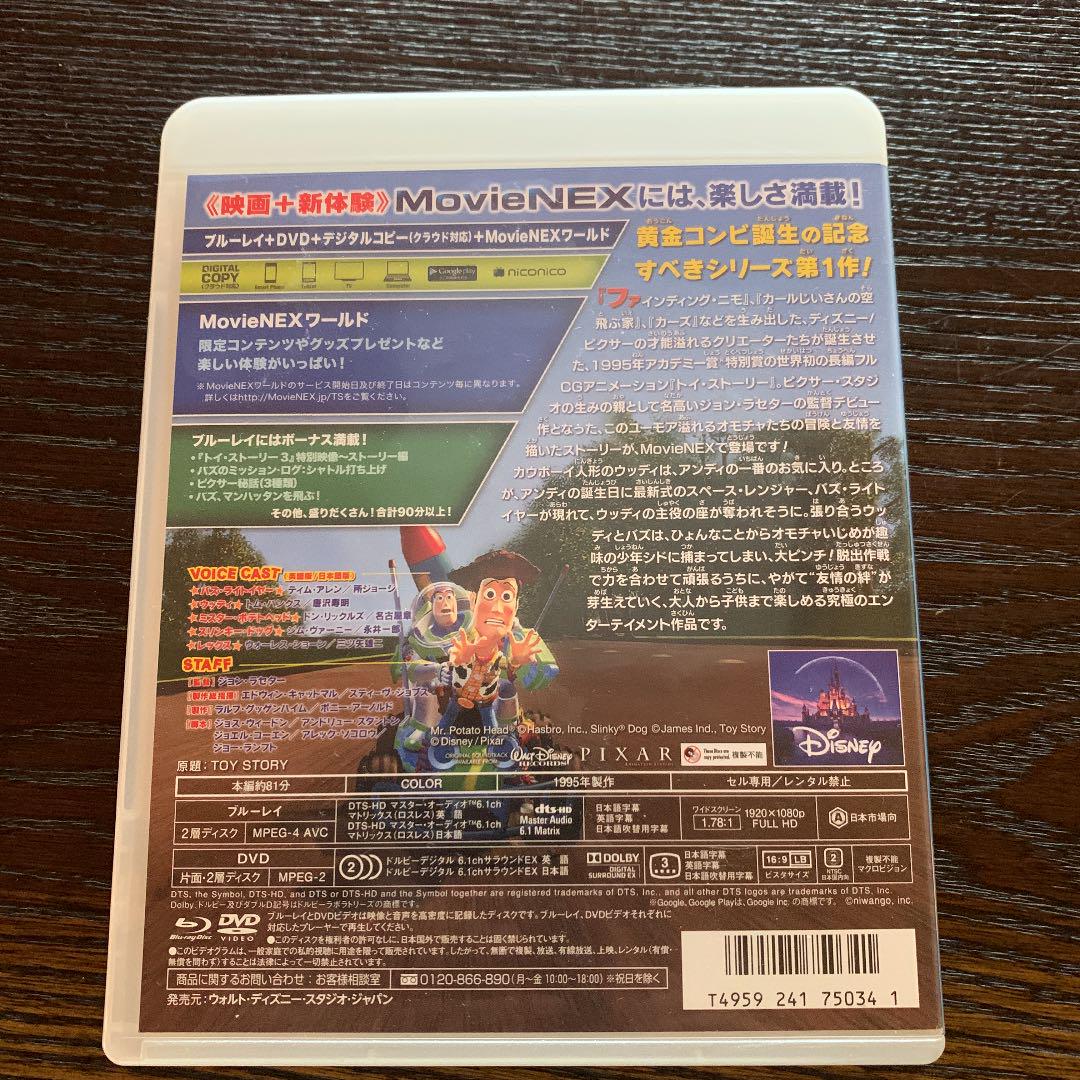 《映画+新体験》MovieNEXには、楽しさ満載!
ブルーレイ+DVD+デジタルコピー(クラウド対応)+MovieNEXワールド
DIGITAL COPY (クラウド対応)
Smart Phone Tablet TV Computer Google play niconico
MovieNEXワールド
限定コンテンツやグッズプレゼントなど
楽しい体験がいっぱい!
※MovieNEXワールドのサービス開始日及び終了日はコンテンツ毎に異なります。
詳しくはhttp://MovieNEX.jp/TSをご覧ください。
ブルーレイにはボーナス満載!
・『トイ・ストーリー3』特別映像~ストーリー編
・バズのミッション・ログ:シャトル打ち上げ
・ピクサー秘話(3種類)
・バズ、マンハッタンを飛ぶ!
その他、盛りだくさん!合計90分以上!
黄金コンビ誕生の記念
すべきシリーズ第1作!
『ファインディング・ニモ』、『カールじいさんの空
飛ぶ家』、『カーズ』などを生み出した、ディズニー/
ピクサーの才能溢れるクリエーターたちが誕生させ
た、1995年アカデミー賞®特別賞の世界初の長編フル
CGアニメーション『トイ・ストーリー』。ピクサー・スタジ
オの生みの親として名高いジョン・ラセターの監督デビュー
作となった、このユーモア溢れるオモチャたちの冒険と友情を
描いたストーリーが、MovieNEXで登場です!
カウボーイ人形のウッディは、アンディの一番のお気に入り。ところ
が、アンディの誕生日に最新式のスペース・レンジャー、バズ・ライト
イヤーが現れて、ウッディの主役の座が奪われそうに。張り合うウッ
ディとバズは、ひょんなことからオモチャいじめが趣
味の少年シドに捕まってしまい、大ピンチ!脱出作戦
で力を合わせて頑張るうちに、やがて“友情の絆”が
芽生えていく、大人から子供まで楽しめる究極のエン
ターテイメント作品です。
VOICE CAST(英語版/日本語版)
★バズ・ライトイヤー★ティム・アレン/所ジョージ
★ウッディ★トム・ハンクス/唐沢寿明
★ミスター・ポテトヘッド★ドン・リックルズ/名古屋章
★スリンキー・ドッグ★ジム・ヴァーニー/永井一郎
★レックス★ウォーレス・ショーン/三ツ矢雄二
STAFF
[監督]ジョン・ラセター
[製作総指揮]エドウィン・キャットマル/スティーヴ・ジョブス
[製作]ラルフ・グッゲンハイム/ボニー・アーノルド
[脚本]ジョス・ウィードン/アンドリュー・スタントン/
ジョエル・コーエン/アレック・ソコロウ/
ジョー・ランフト
原題:TOY STORY
Mr. Potato Head® ©Hasbro, Inc., Slinky® Dog ©James Ind., Toy Story
©Disney / Pixar
ORIGINAL SOUNDTRACK AVAILABLE FROM WALT DISNEY RECORDS PIXAR ANIMATION STUDIOS These Discs are copy protected. 複製不能
DISNEY
本編約81分 COLOR 1995年製作 セル専用/レンタル禁止
ブルーレイ
2層ディスク MPEG-4 AVC
DTS-HD マスター・オーディオ™6.1ch
マトリックス(ロスレス)英 語
DTS-HD マスター・オーディオ™6.1ch
マトリックス(ロスレス)日本語
dts-HD Master Audio 6.1 Matrix
日本語字幕
英語字幕
日本語吹替用字幕
ワイドスクリーン 1.78:1 1920×1080p FULL HD
A 日本市場向
DVD
片面・2層ディスク MPEG-2
2 ドルビーデジタル 6.1chサラウンドEX 英 語
ドルビーデジタル 6.1chサラウンドEX 日本語
DOLBY DIGITAL SURROUND EX
3 日本語字幕
英語字幕
日本語吹替用字幕
16:9 LB ビスタサイズ
2 NTSC 日本国内向
複製不能 マクロビジョン
DTS, the Symbol, DTS-HD, and DTS or DTS-HD and the Symbol together are registered trademarks of DTS, Inc., and all other DTS logos are trademarks of DTS, Inc.
Dolby、ドルビー及びダブルD記号はドルビーラボラトリーズの商標です。
※Google、Google Playは、Google Inc. の商標です。 ©niwango, inc.
Blu-ray Disc DVD VIDEO
●ブルーレイとDVDビデオは映像と音声を高密度に記録したディスクです。ブルーレイ、DVDビデオそれぞれに
対応したプレーヤーで再生してください。
●このディスクを権利者の許可なしに、日本国外で販売することは固く禁じられています。
●このビデオグラムは、一般家庭での私的視聴に用途を限って販売されています。したがって、無断で複製、放送、有線放送、上映、レンタル(有償・
無償を問わず)することは法律によって一切禁止されています。
商品に関するお問い合わせ:お客様相談室 0120-866-890(月~金 10:00~18:00)※祝日を除く
発売元:ウォルト・ディズニー・スタジオ・ジャパン
T4959 241 75034 1